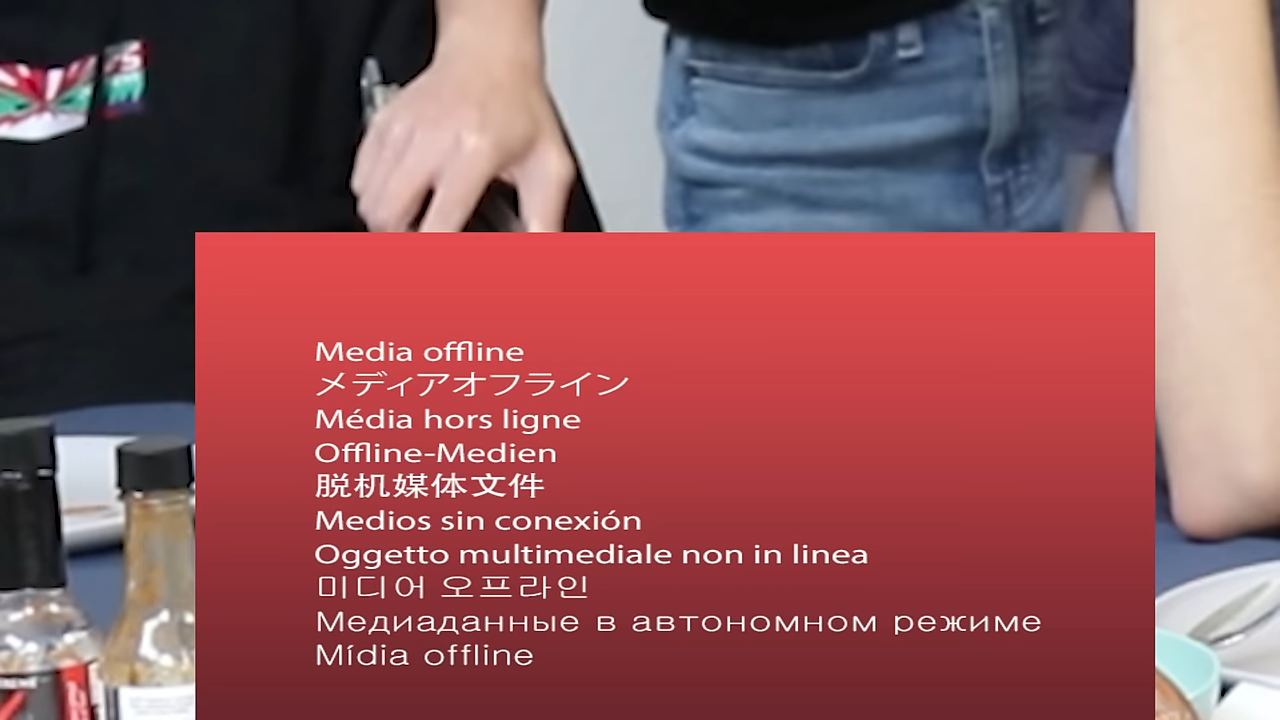 Media offline
メディアオフライン
Média hors ligne
Offline-Medien
脱机媒体文件
Medios sin conexión
Oggetto multimediale non in linea
미디어 오프라인
Медиаданные в автономном режиме
Mídia offline